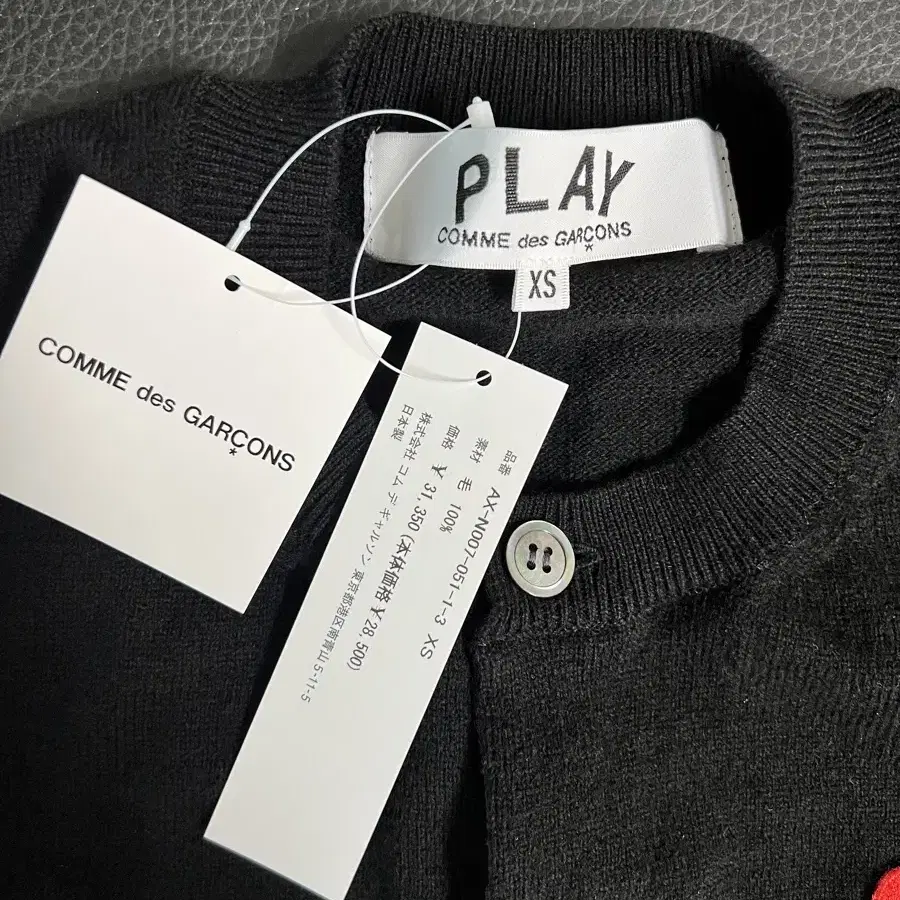 PLAY
COMME des GARÇONS
*
XS
COMME des GARÇONS
*
品番 AX-N007-051-1-3 XS
素材 毛 100%
価格 ¥ 31,350 (本体価格 ¥ 28,500)
株式会社 コム デ ギャルソン 東京都港区南青山 5-11-5
日本製